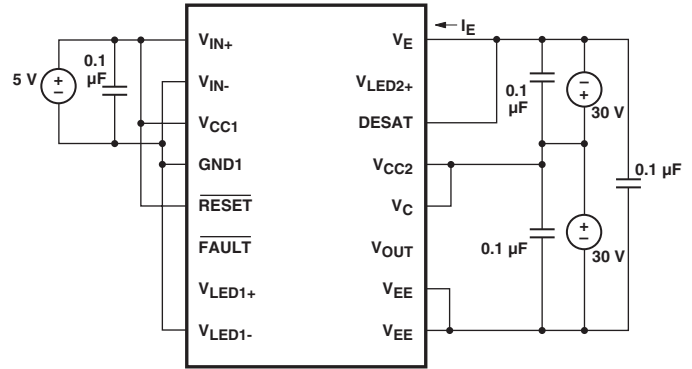 V_IN+
V_IN-
V_CC1
GND1
RESET
FAULT
V_LED1+
V_LED1-
V_E
V_LED2+
DESAT
V_CC2
V_C
V_OUT
V_EE
V_EE
I_E
5 V
+
−
0.1
µF
0.1
µF
−
+
30 V
0.1 µF
0.1 µF
+
−
30 V